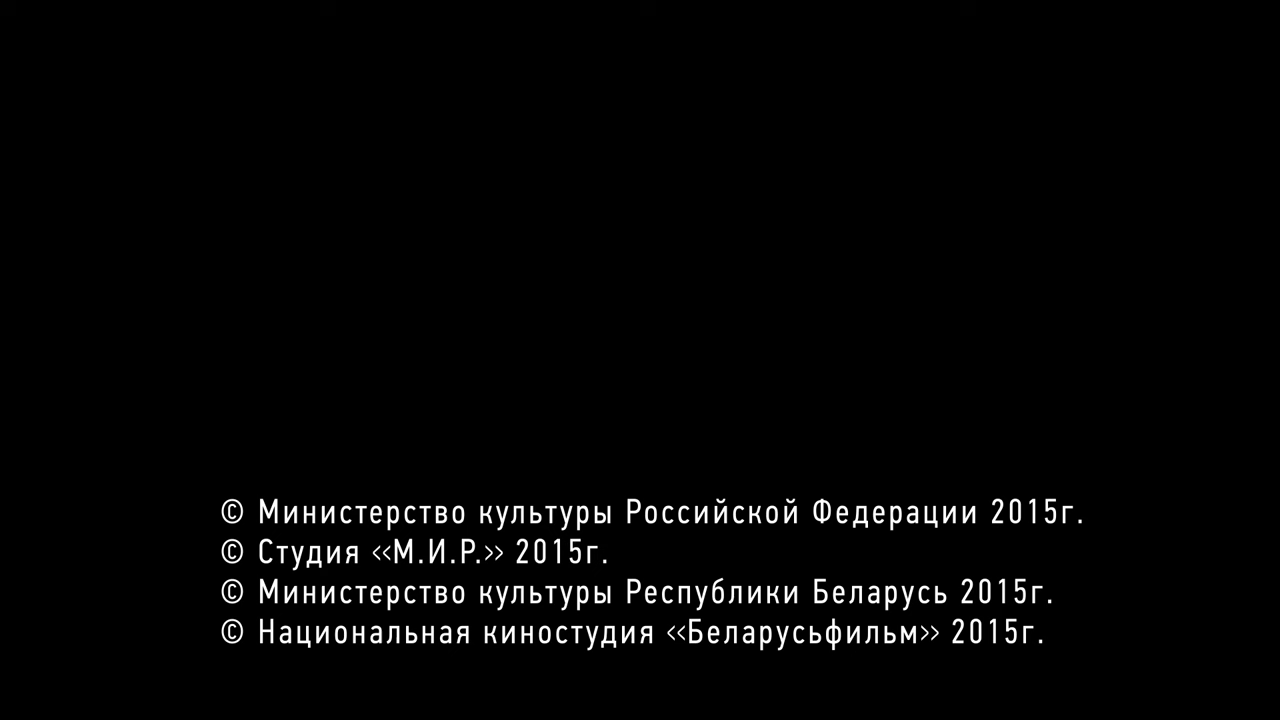 © Министерство культуры Российской Федерации 2015г.
© Студия «М.И.Р.» 2015г.
© Министерство культуры Республики Беларусь 2015г.
© Национальная киностудия «Беларусьфильм» 2015г.